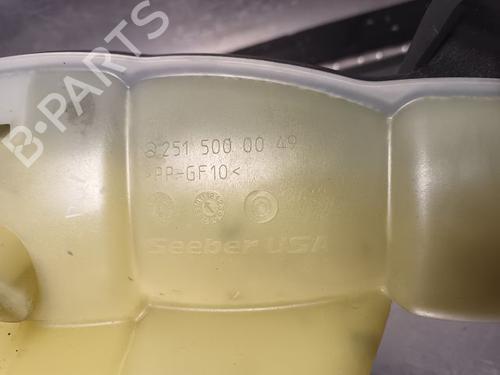 B-PARTS
A 251 500 00 49
>PP-GF10<
Seeber USA